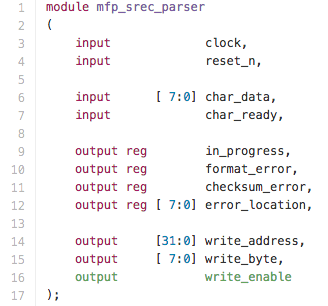 1 module mfp_srec_parser
2 (
3     input             clock,
4     input             reset_n,
5
6     input      [ 7:0] char_data,
7     input             char_ready,
8
9     output reg        in_progress,
10     output reg        format_error,
11     output reg        checksum_error,
12     output reg [ 7:0] error_location,
13
14     output     [31:0] write_address,
15     output     [ 7:0] write_byte,
16     output            write_enable
17 );